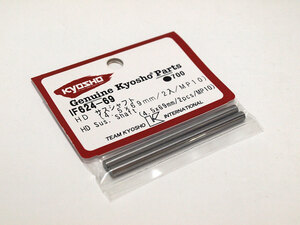 KYOSHO
Genuine Kyosho Parts
IF624-69
●700
HD サスシャフト
(4.5x69mm/2入/MP10)
HD Sus. Shaft (4.5x69mm/2pcs/MP10)
TEAM KYOSHO INTERNATIONAL